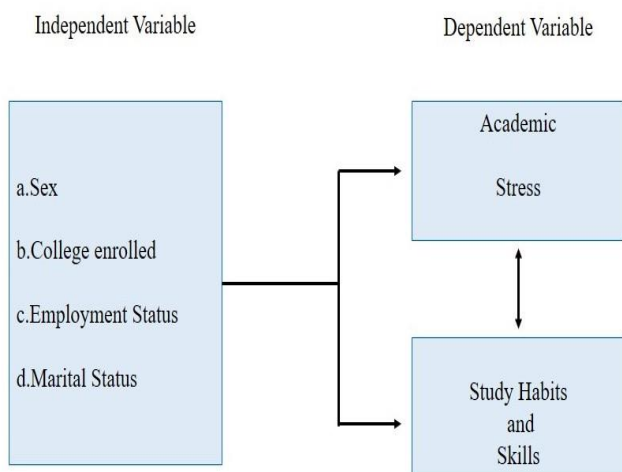 Independent Variable
Dependent Variable
a.Sex
b.College enrolled
c.Employment Status
d.Marital Status
Academic
Stress
Study Habits
and
Skills